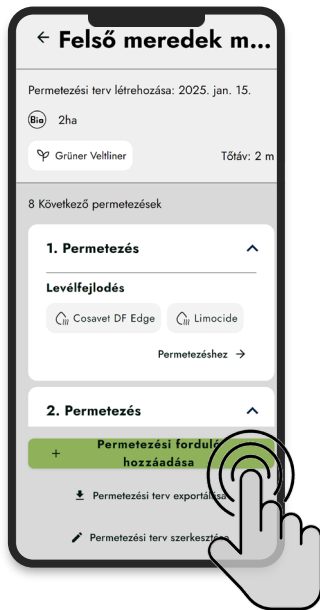 Felső meredek m...
Permetezési terv létrehozása: 2025. jan. 15.
Bio 2ha
Grüner Veltliner Tőtáv: 2 m
8 Következő permetezések
1. Permetezés
Levélfejlodés
Cosavet DF Edge Limocide
Permetezéshez →
2. Permetezés
+ Permetezési forduló
hozzáadása
Permetezési terv exportálása
Permetezési terv szerkesztése